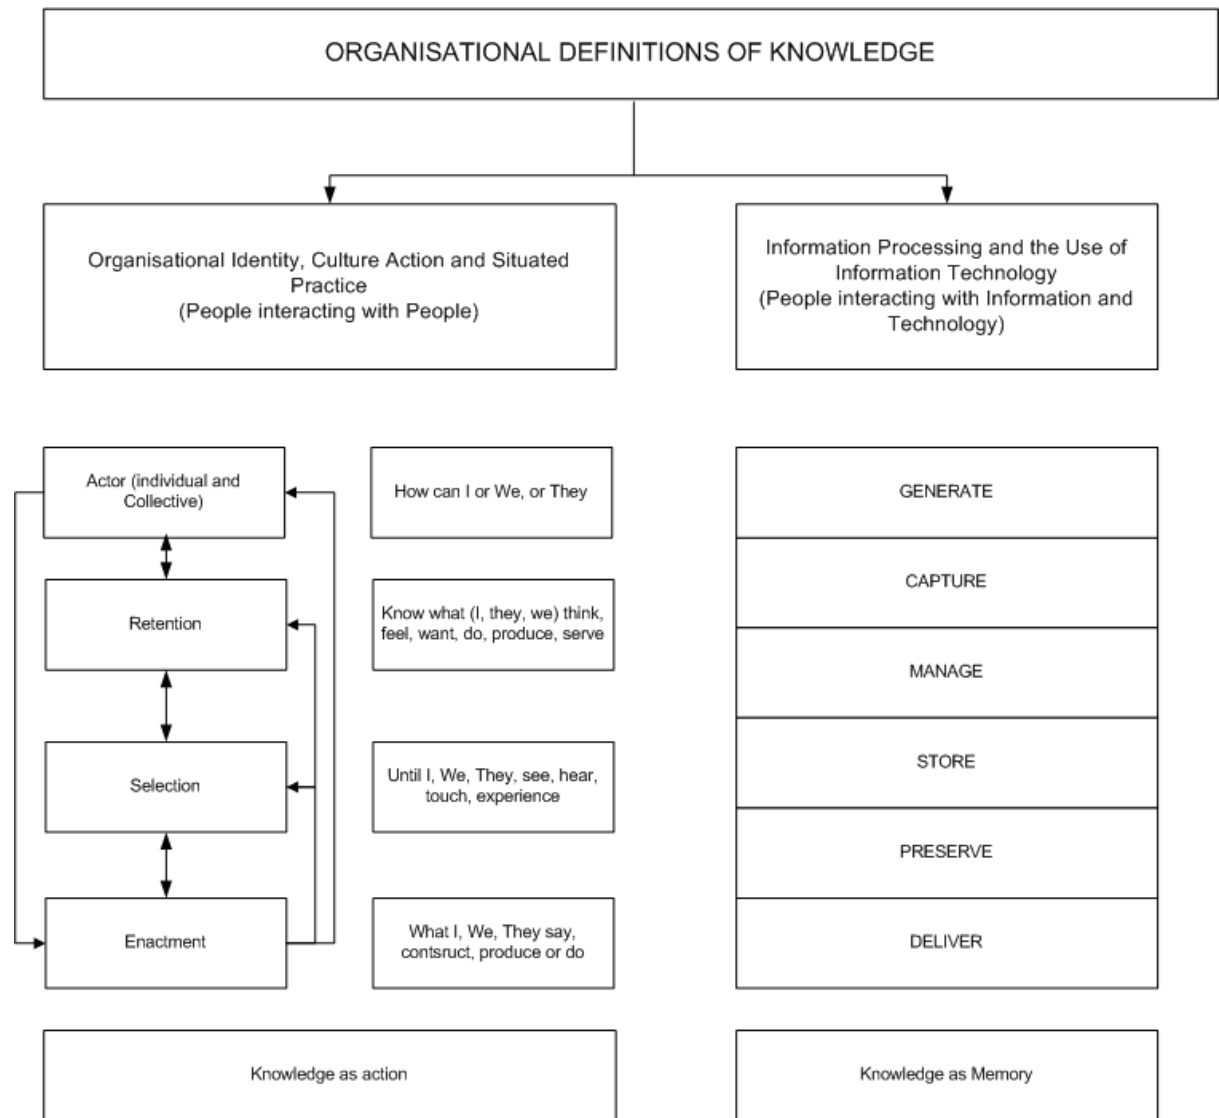 ORGANISATIONAL DEFINITIONS OF KNOWLEDGE
Organisational Identity, Culture Action and Situated
Practice
(People interacting with People)
Information Processing and the Use of
Information Technology
(People interacting with Information and
Technology)
Actor (individual and
Collective)
How can I or We, or They
GENERATE
CAPTURE
Retention
Know what (I, they, we) think,
feel, want, do, produce, serve
MANAGE
STORE
Selection
Until I, We, They, see, hear,
touch, experience
PRESERVE
Enactment
What I, We, They say,
contsruct, produce or do
DELIVER
Knowledge as action
Knowledge as Memory